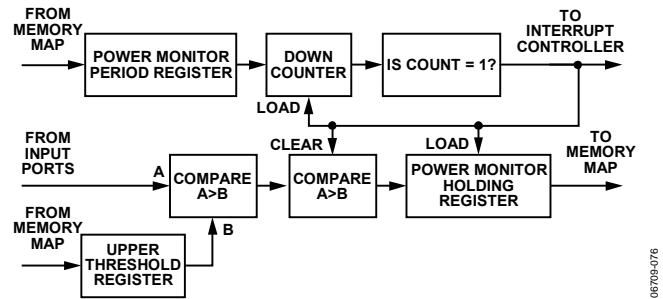 FROM
MEMORY
MAP
POWER MONITOR
PERIOD REGISTER
DOWN
COUNTER
IS COUNT = 1?
TO
INTERRUPT
CONTROLLER
LOAD
FROM
INPUT
PORTS
A
COMPARE
A>B
B
CLEAR
COMPARE
A>B
LOAD
POWER MONITOR
HOLDING
REGISTER
TO
MEMORY
MAP
FROM
MEMORY
MAP
UPPER
THRESHOLD
REGISTER
06709-076